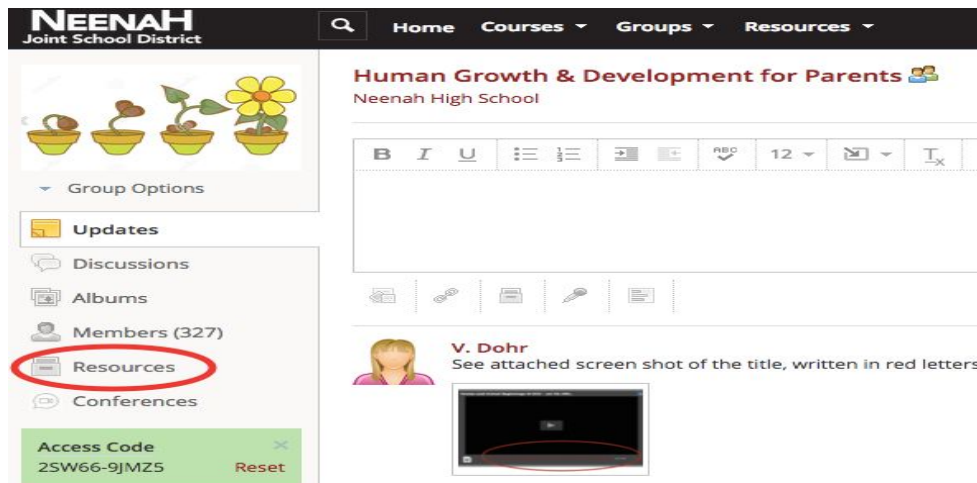 NEENAH
Joint School District
Home Courses Groups Resources
Human Growth & Development for Parents
Neenah High School
B I U ABC 12 Tx
Group Options
Updates
Discussions
Albums
Members (327)
Resources
Conferences
Access Code
2SW66-9JMZ5 Reset
V. Dohr
See attached screen shot of the title, written in red letters